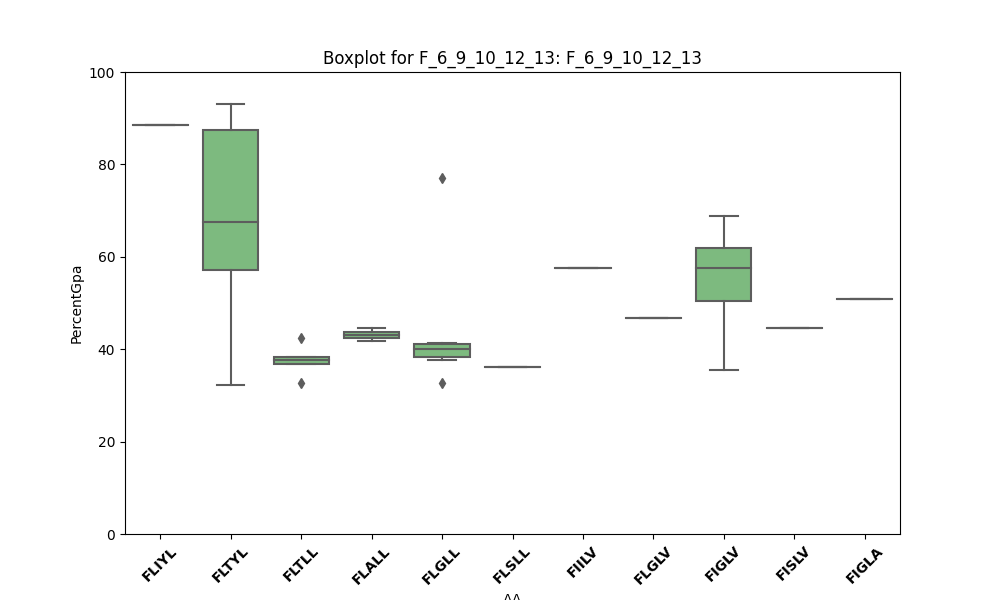 Boxplot for F_6_9_10_12_13: F_6_9_10_12_13
100
80
60
40
20
0
PercentGpa
FLIYL
FLTYL
FLTLL
FLALL
FLGLL
FLSLL
FIILV
FLGLV
FIGLV
FISLV
FIGLA
AA